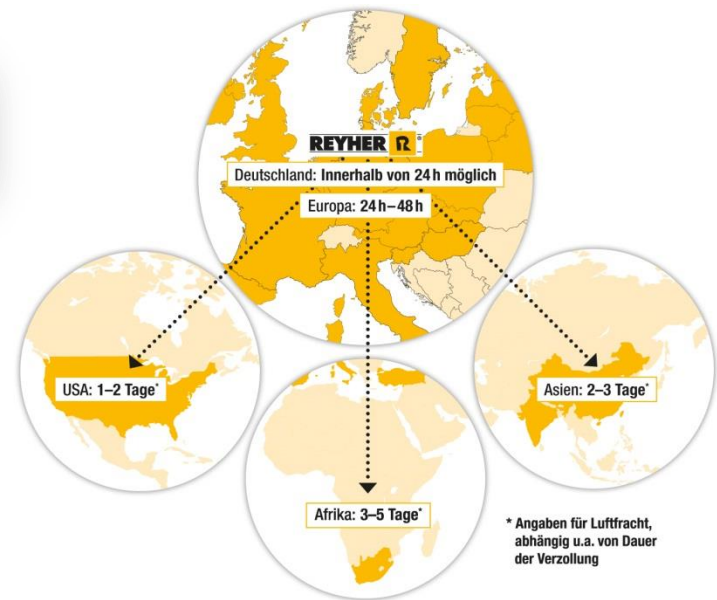 REYHER R
Deutschland: Innerhalb von 24 h möglich
Europa: 24 h – 48 h
USA: 1–2 Tage*
Afrika: 3–5 Tage*
Asien: 2–3 Tage*
* Angaben für Luftfracht,
abhängig u.a. von Dauer
der Verzollung